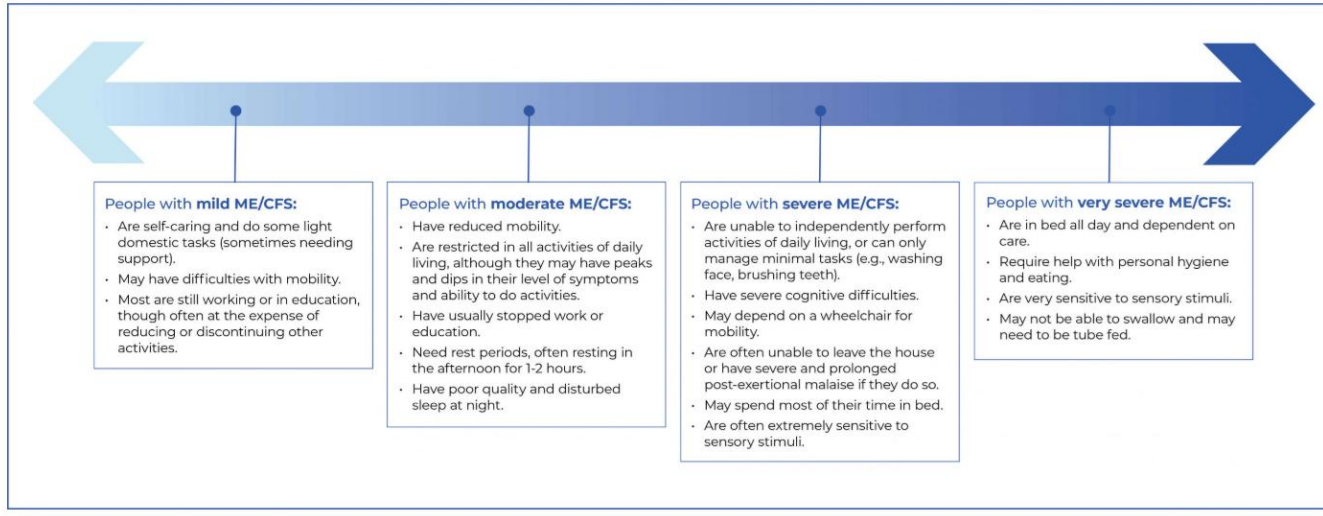 People with mild ME/CFS:
· Are self-caring and do some light
domestic tasks (sometimes needing
support).
· May have difficulties with mobility.
· Most are still working or in education,
though often at the expense of
reducing or discontinuing other
activities.
People with moderate ME/CFS:
· Have reduced mobility.
· Are restricted in all activities of daily
living, although they may have peaks
and dips in their level of symptoms
and ability to do activities.
· Have usually stopped work or
education.
· Need rest periods, often resting in
the afternoon for 1-2 hours.
· Have poor quality and disturbed
sleep at night.
People with severe ME/CFS:
· Are unable to independently perform
activities of daily living, or can only
manage minimal tasks (e.g., washing
face, brushing teeth).
· Have severe cognitive difficulties.
· May depend on a wheelchair for
mobility.
· Are often unable to leave the house
or have severe and prolonged
post-exertional malaise if they do so.
· May spend most of their time in bed.
· Are often extremely sensitive to
sensory stimuli.
People with very severe ME/CFS:
· Are in bed all day and dependent on
care.
· Require help with personal hygiene
and eating.
· Are very sensitive to sensory stimuli.
· May not be able to swallow and may
need to be tube fed.